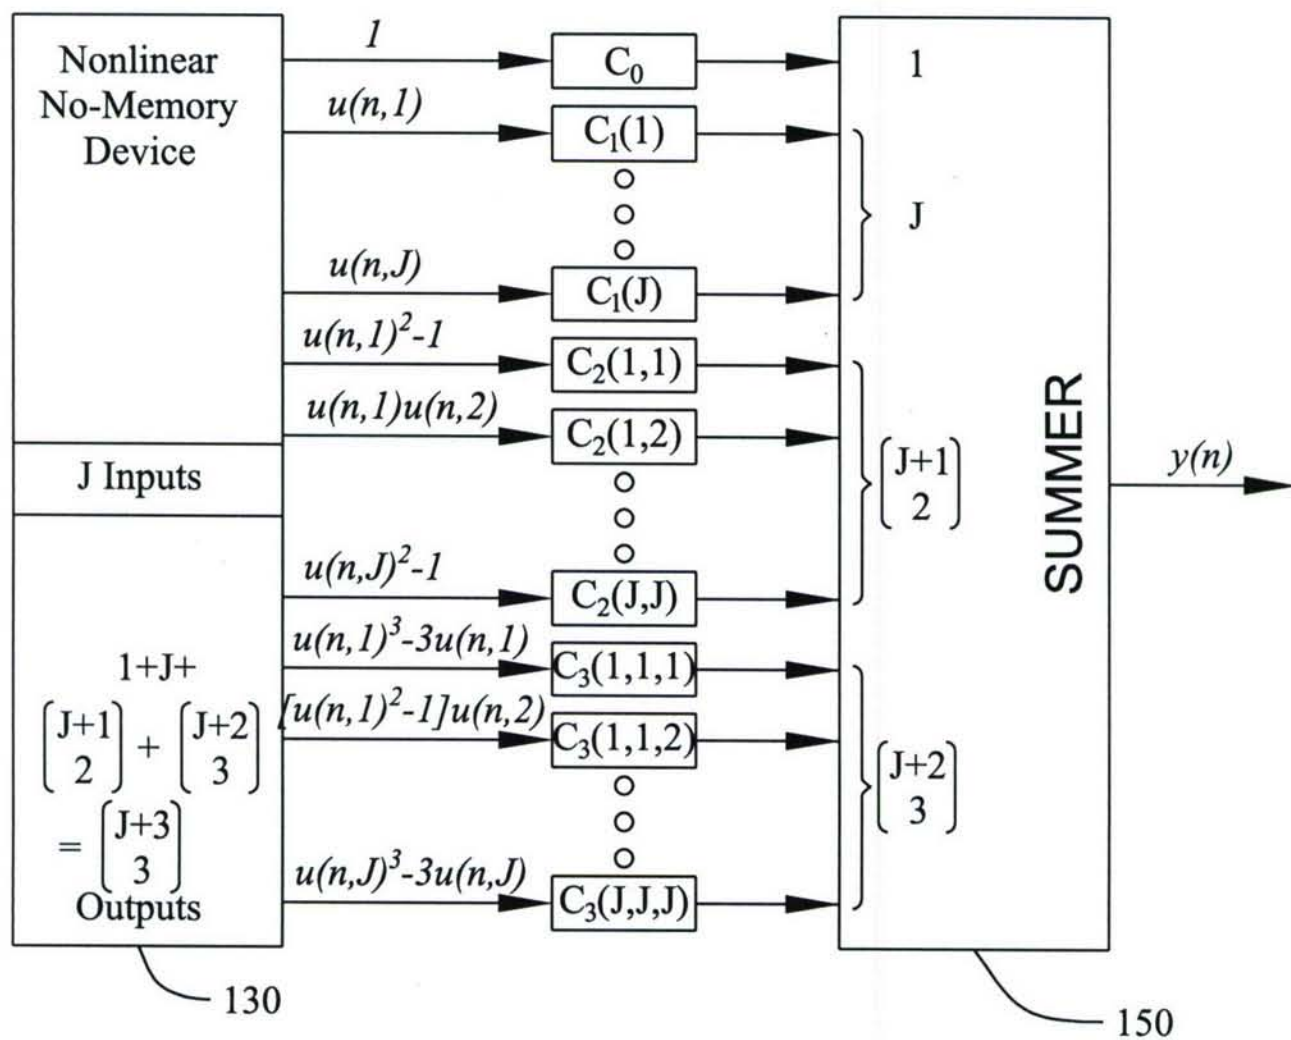 Nonlinear
No-Memory
Device
J Inputs
1+J+
(J+1 2) + (J+2 3)
= (J+3 3)
Outputs
130
1
u(n,1)
u(n,J)
u(n,1)²-1
u(n,1)u(n,2)
u(n,J)²-1
u(n,1)³-3u(n,1)
[u(n,1)²-1]u(n,2)
u(n,J)³-3u(n,J)
C₀
C₁(1)
C₁(J)
C₂(1,1)
C₂(1,2)
C₂(J,J)
C₃(1,1,1)
C₃(1,1,2)
C₃(J,J,J)
1
J
(J+1 2)
(J+2 3)
SUMMER
150
y(n)